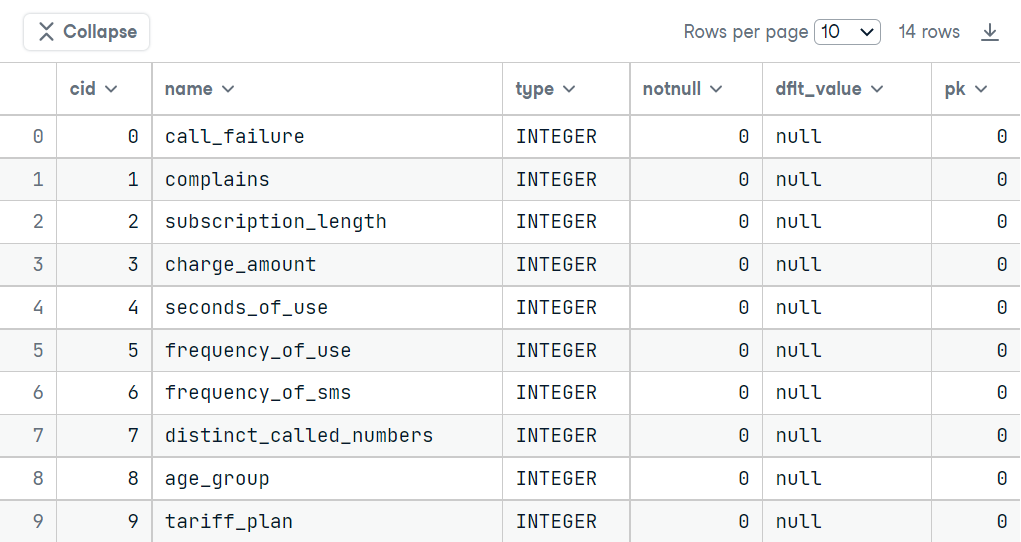 Collapse Rows per page 10 14 rows
cid name type notnull dflt_value pk
0 0 call_failure INTEGER 0 null 0
1 1 complains INTEGER 0 null 0
2 2 subscription_length INTEGER 0 null 0
3 3 charge_amount INTEGER 0 null 0
4 4 seconds_of_use INTEGER 0 null 0
5 5 frequency_of_use INTEGER 0 null 0
6 6 frequency_of_sms INTEGER 0 null 0
7 7 distinct_called_numbers INTEGER 0 null 0
8 8 age_group INTEGER 0 null 0
9 9 tariff_plan INTEGER 0 null 0